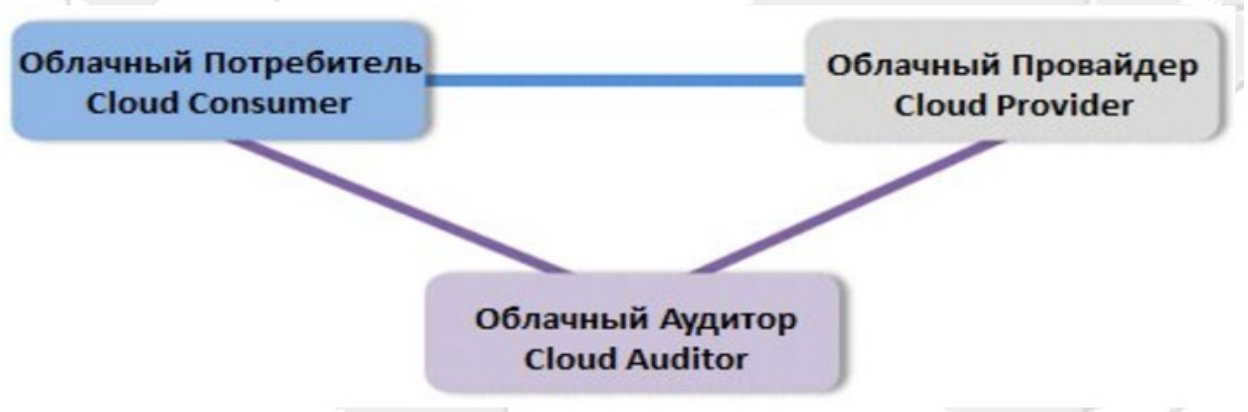 Облачный Потребитель
Cloud Consumer
Облачный Провайдер
Cloud Provider
Облачный Аудитор
Cloud Auditor